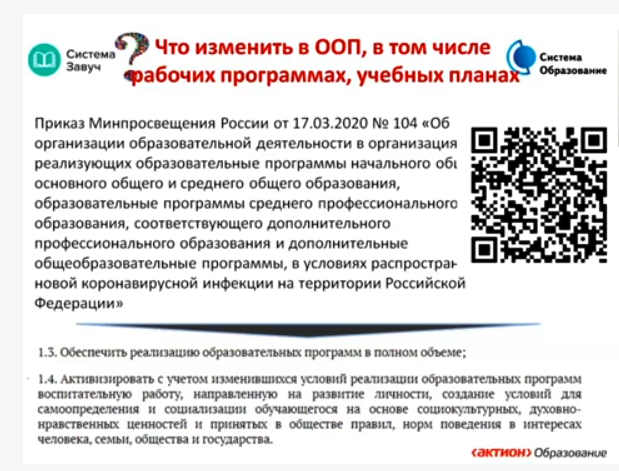 Система
Завуч
Что изменить в ООП, в том числе
рабочих программах, учебных планах
Система
Образование
Приказ Минпросвещения России от 17.03.2020 № 104 «Об
организации образовательной деятельности в организация
реализующих образовательные программы начального общ
основного общего и среднего общего образования,
образовательные программы среднего профессионального
образования, соответствующего дополнительного
профессионального образования и дополнительные
общеобразовательные программы, в условиях распростран
новой коронавирусной инфекции на территории Российской
Федерации»
1.3. Обеспечить реализацию образовательных программ в полном объеме;
1.4. Активизировать с учетом изменившихся условий реализации образовательных программ
воспитательную работу, направленную на развитие личности, создание условий для
самоопределения и социализации обучающегося на основе социокультурных, духовно-
нравственных ценностей и принятых в обществе правил, норм поведения в интересах
человека, семьи, общества и государства.
‹актион› Образование